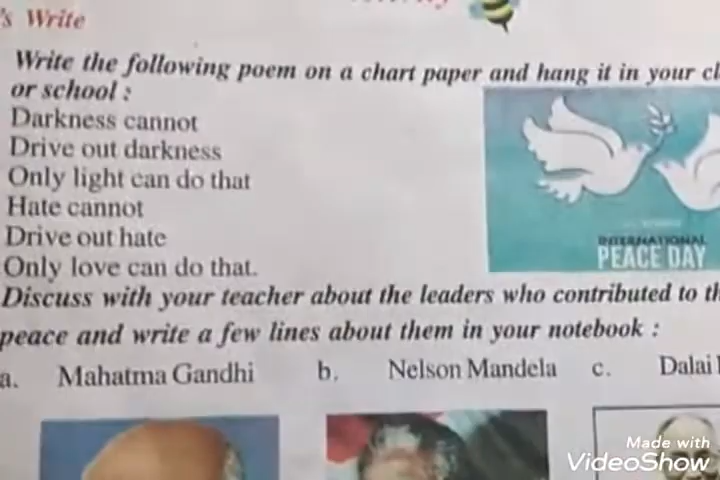 's Write
Write the following poem on a chart paper and hang it in your
or school :
Darkness cannot
Drive out darkness
Only light can do that
Hate cannot
Drive out hate
Only love can do that.
INTERNATIONAL
PEACE DAY
Discuss with your teacher about the leaders who contributed to
peace and write a few lines about them in your notebook :
a. Mahatma Gandhi b. Nelson Mandela c. Dalai
Made with
VideoShow